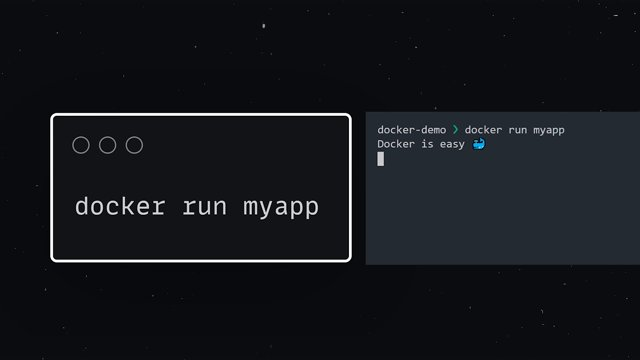 docker run myapp
docker-demo ❯ docker run myapp
Docker is easy 🐳